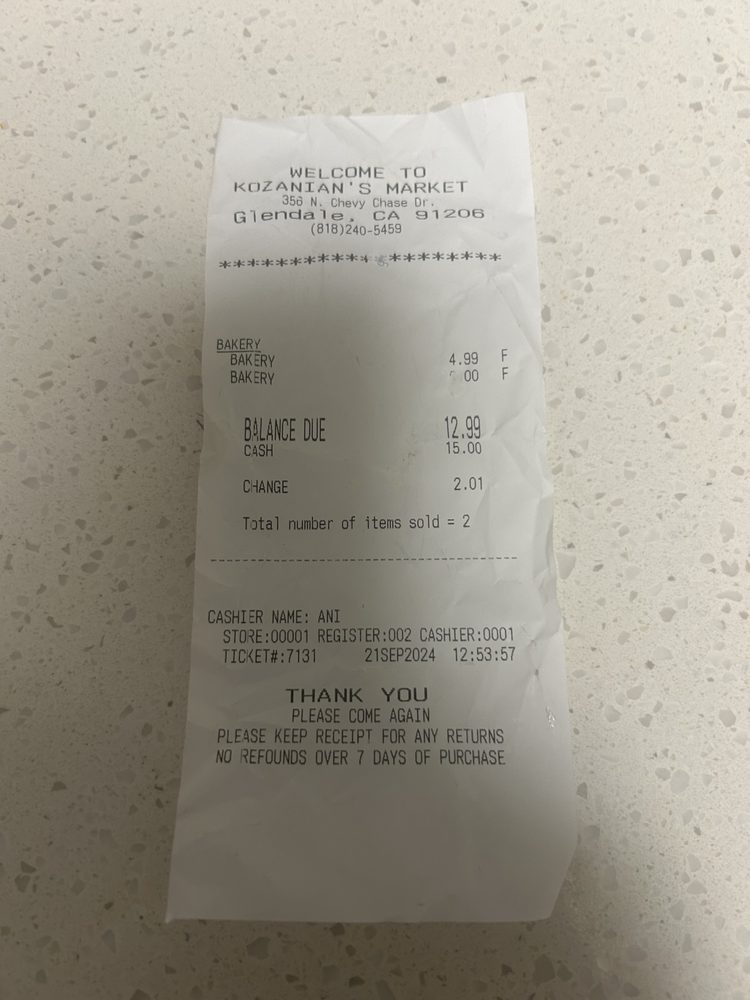 WELCOME TO
KOZANIAN'S MARKET
356 N. Chevy Chase Dr.
Glendale, CA 91206
(818)240-5459
********************
BAKERY
BAKERY 4.99 F
BAKERY 00 F
BALANCE DUE 12.99
CASH 15.00
CHANGE 2.01
Total number of items sold = 2
--------------------------------------------
CASHIER NAME: ANI
STORE:00001 REGISTER:002 CASHIER:0001
TICKET#:7131 21SEP2024 12:53:57
THANK YOU
PLEASE COME AGAIN
PLEASE KEEP RECEIPT FOR ANY RETURNS
NO REFOUNDS OVER 7 DAYS OF PURCHASE